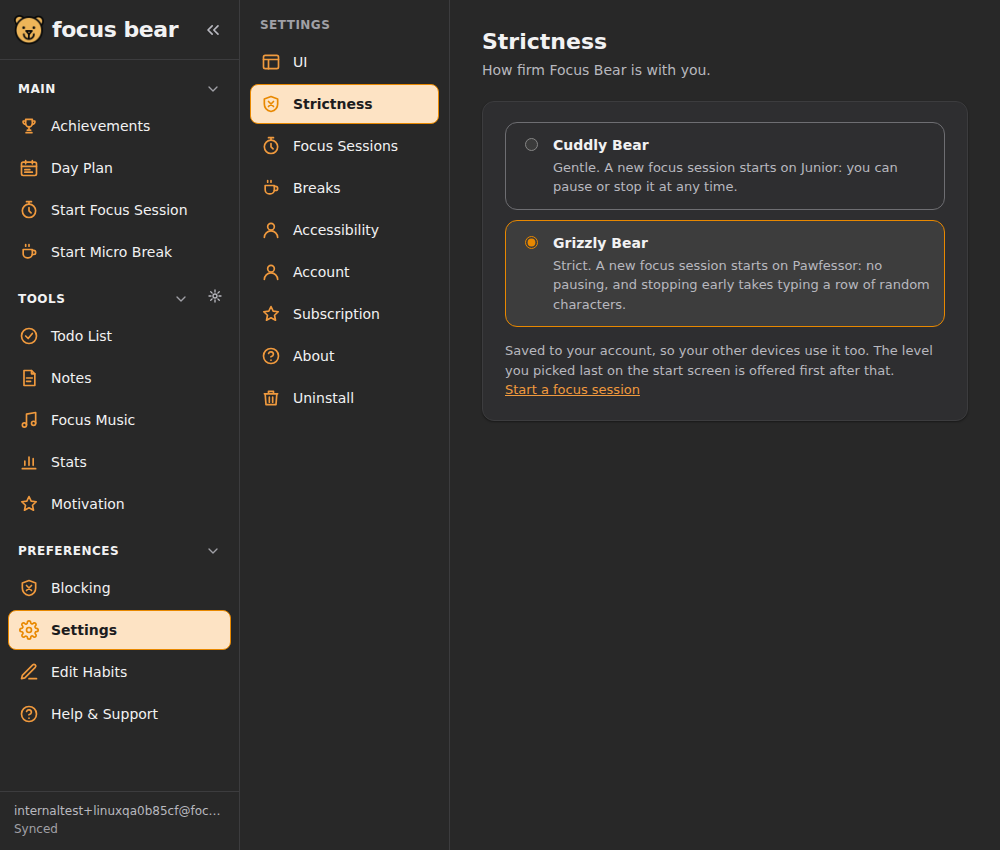 focus bear
MAIN
Achievements
Day Plan
Start Focus Session
Start Micro Break
TOOLS
Todo List
Notes
Focus Music
Stats
Motivation
PREFERENCES
Blocking
Settings
Edit Habits
Help & Support
internaltest+linuxqa0b85cf@foc...
Synced
SETTINGS
UI
Strictness
Focus Sessions
Breaks
Accessibility
Account
Subscription
About
Uninstall
Strictness
How firm Focus Bear is with you.
Cuddly Bear
Gentle. A new focus session starts on Junior: you can
pause or stop it at any time.
Grizzly Bear
Strict. A new focus session starts on Pawfessor: no
pausing, and stopping early takes typing a row of random
characters.
Saved to your account, so your other devices use it too. The level
you picked last on the start screen is offered first after that.
Start a focus session